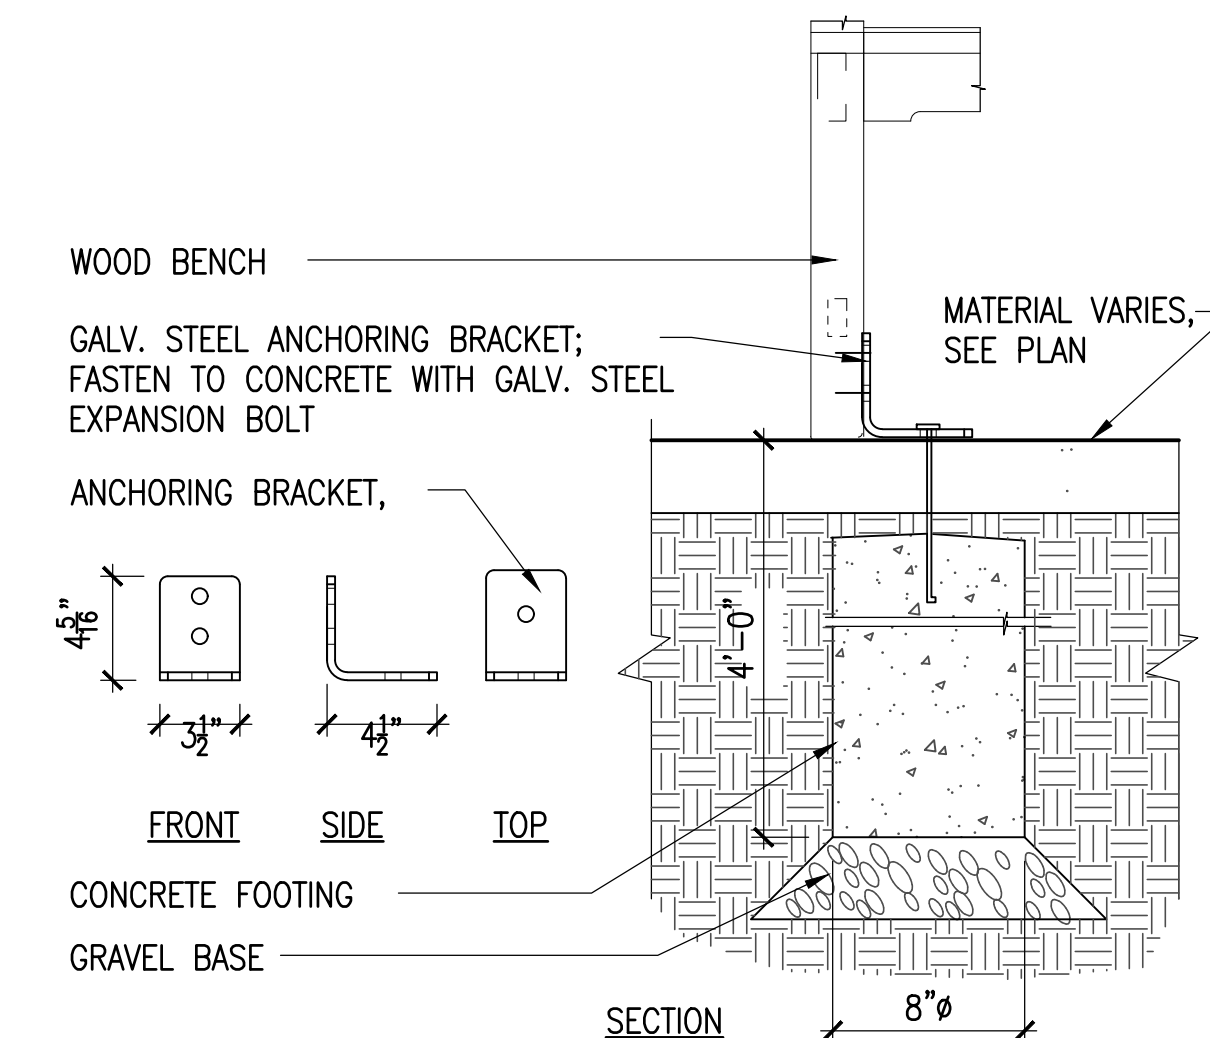 WOOD BENCH
GALV. STEEL ANCHORING BRACKET;
FASTEN TO CONCRETE WITH GALV. STEEL
EXPANSION BOLT
MATERIAL VARIES,
SEE PLAN
ANCHORING BRACKET,
4 5/16"
3 1/2"
4 1/2"
4'-0"
FRONT
SIDE
TOP
CONCRETE FOOTING
GRAVEL BASE
SECTION
8"ø